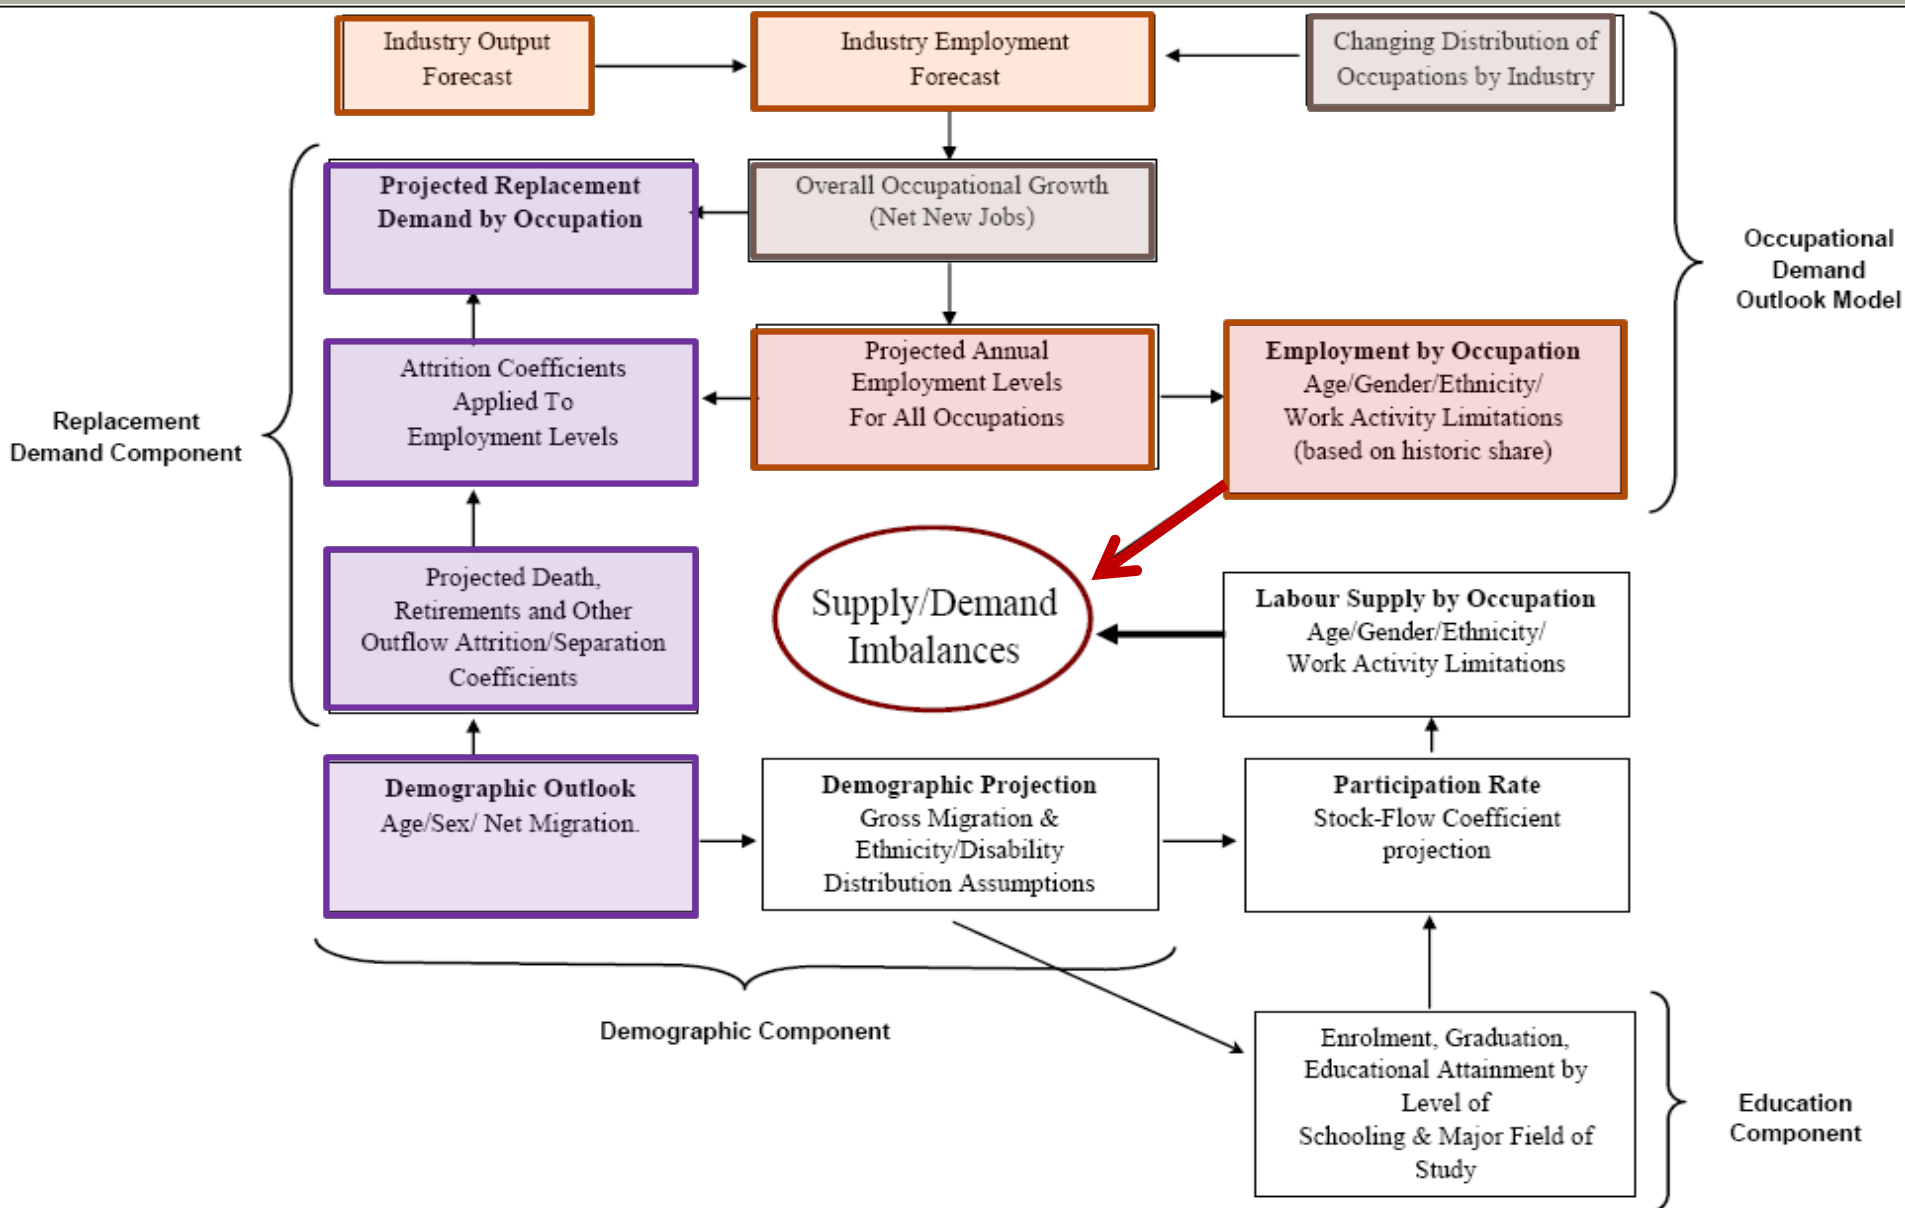 Industry Output
Forecast
Industry Employment
Forecast
Changing Distribution of
Occupations by Industry
Projected Replacement
Demand by Occupation
Overall Occupational Growth
(Net New Jobs)
Occupational
Demand
Outlook Model
Attrition Coefficients
Applied To
Employment Levels
Projected Annual
Employment Levels
For All Occupations
Employment by Occupation
Age/Gender/Ethnicity/
Work Activity Limitations
(based on historic share)
Replacement
Demand Component
Projected Death,
Retirements and Other
Outflow Attrition/Separation
Coefficients
Supply/Demand
Imbalances
Labour Supply by Occupation
Age/Gender/Ethnicity/
Work Activity Limitations
Demographic Outlook
Age/Sex/ Net Migration.
Demographic Projection
Gross Migration &
Ethnicity/Disability
Distribution Assumptions
Participation Rate
Stock-Flow Coefficient
projection
Demographic Component
Enrolment, Graduation,
Educational Attainment by
Level of
Schooling & Major Field of
Study
Education
Component